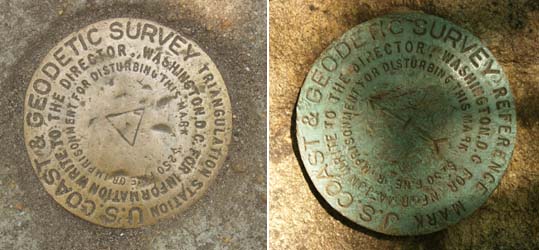 U.S. COAST & GEODETIC SURVEY TRIANGULATION STATION
FOR INFORMATION WRITE TO THE DIRECTOR, WASHINGTON, D.C.
$250 FINE OR IMPRISONMENT FOR DISTURBING THIS MARK
U.S. COAST & GEODETIC SURVEY REFERENCE MARK
FOR INFORMATION WRITE TO THE DIRECTOR, WASHINGTON, D.C.
$250 FINE OR IMPRISONMENT FOR DISTURBING THIS MARK